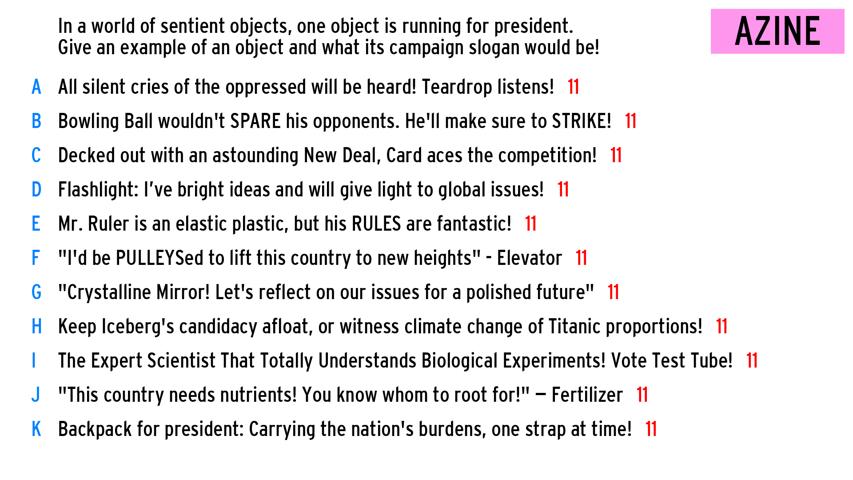 In a world of sentient objects, one object is running for president.
Give an example of an object and what its campaign slogan would be!
AZINE
A All silent cries of the oppressed will be heard! Teardrop listens! 11
B Bowling Ball wouldn't SPARE his opponents. He'll make sure to STRIKE! 11
C Decked out with an astounding New Deal, Card aces the competition! 11
D Flashlight: I’ve bright ideas and will give light to global issues! 11
E Mr. Ruler is an elastic plastic, but his RULES are fantastic! 11
F "I'd be PULLEYSed to lift this country to new heights" - Elevator 11
G "Crystalline Mirror! Let's reflect on our issues for a polished future" 11
H Keep Iceberg's candidacy afloat, or witness climate change of Titanic proportions! 11
I The Expert Scientist That Totally Understands Biological Experiments! Vote Test Tube! 11
J "This country needs nutrients! You know whom to root for!" – Fertilizer 11
K Backpack for president: Carrying the nation's burdens, one strap at time! 11